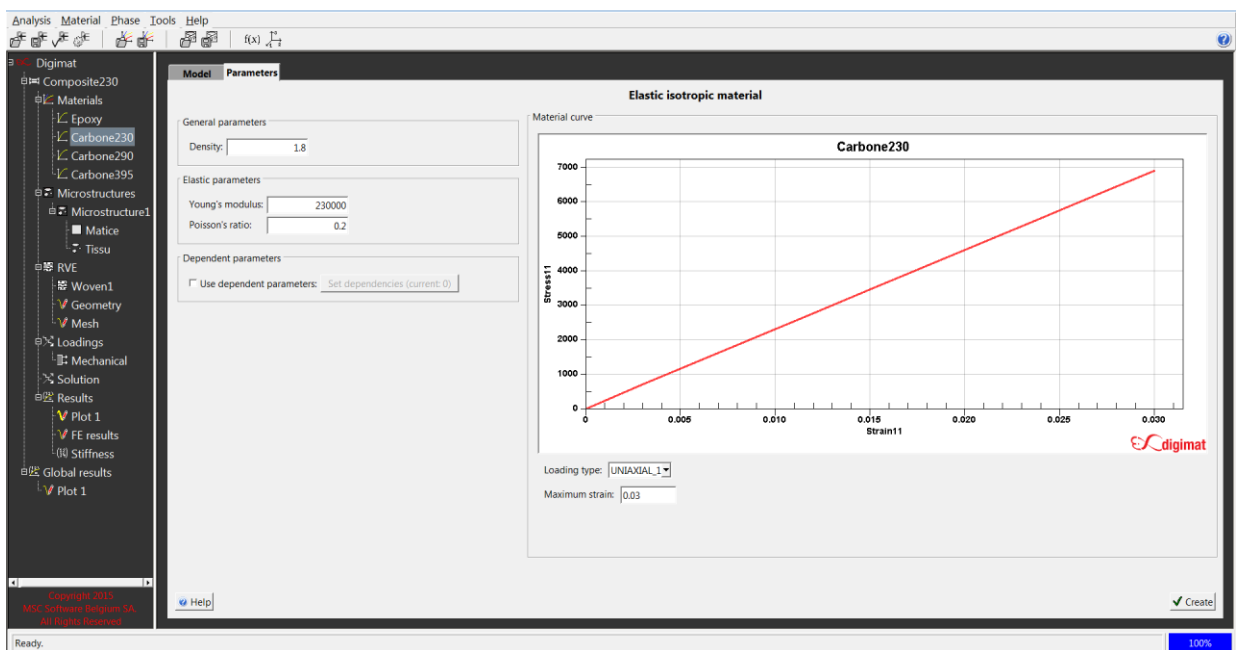 Analysis Material Phase Tools Help
f(x)
Digimat
Composite230
Materials
Epoxy
Carbone230
Carbone290
Carbone395
Microstructures
Microstructure1
Matice
Tissu
RVE
Woven1
Geometry
Mesh
Loadings
Mechanical
Solution
Results
Plot 1
FE results
Stiffness
Global results
Plot 1
Copyright 2015
MSC Software Belgium SA.
All Rights Reserved
Model Parameters
Elastic isotropic material
General parameters
Density: 1.8
Elastic parameters
Young's modulus: 230000
Poisson's ratio: 0.2
Dependent parameters
Use dependent parameters: Set dependencies (current: 0)
Material curve
Carbone230
7000
6000
5000
4000
3000
2000
1000
0
Stress11
0 0.005 0.010 0.015 0.020 0.025 0.030
Strain11
digimat
Loading type: UNIAXIAL_1
Maximum strain: 0.03
Help
Create
Ready.
100%